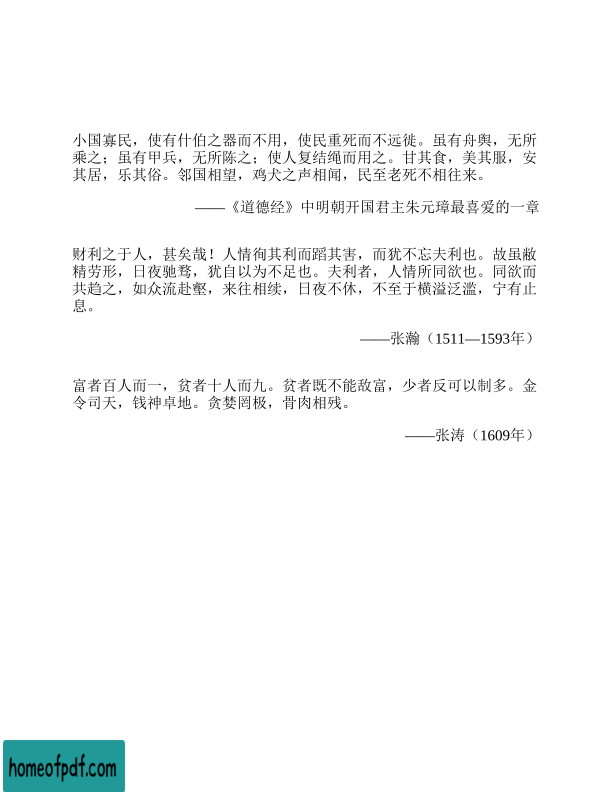 小国寡民，使有什伯之器而不用，使民重死而不远徙。虽有舟舆，无所
乘之；虽有甲兵，无所陈之；使人复结绳而用之。甘其食，美其服，安
其居，乐其俗。邻国相望，鸡犬之声相闻，民至老死不相往来。
——《道德经》中明朝开国君主朱元璋最喜爱的一章
财利之于人，甚矣哉！人情徇其利而蹈其害，而犹不忘夫利也。故虽敝
精劳形，日夜驰骛，犹自以为不足也。夫利者，人情所同欲也。同欲而
共趋之，如众流赴壑，来往相续，日夜不休，不至于横溢泛滥，宁有止
息。
——张瀚（1511—1593年）
富者百人而一，贫者十人而九。贫者既不能敌富，少者反可以制多。金
令司天，钱神卓地。贪婪罔极，骨肉相残。
——张涛（1609年）
homeofpdf.com